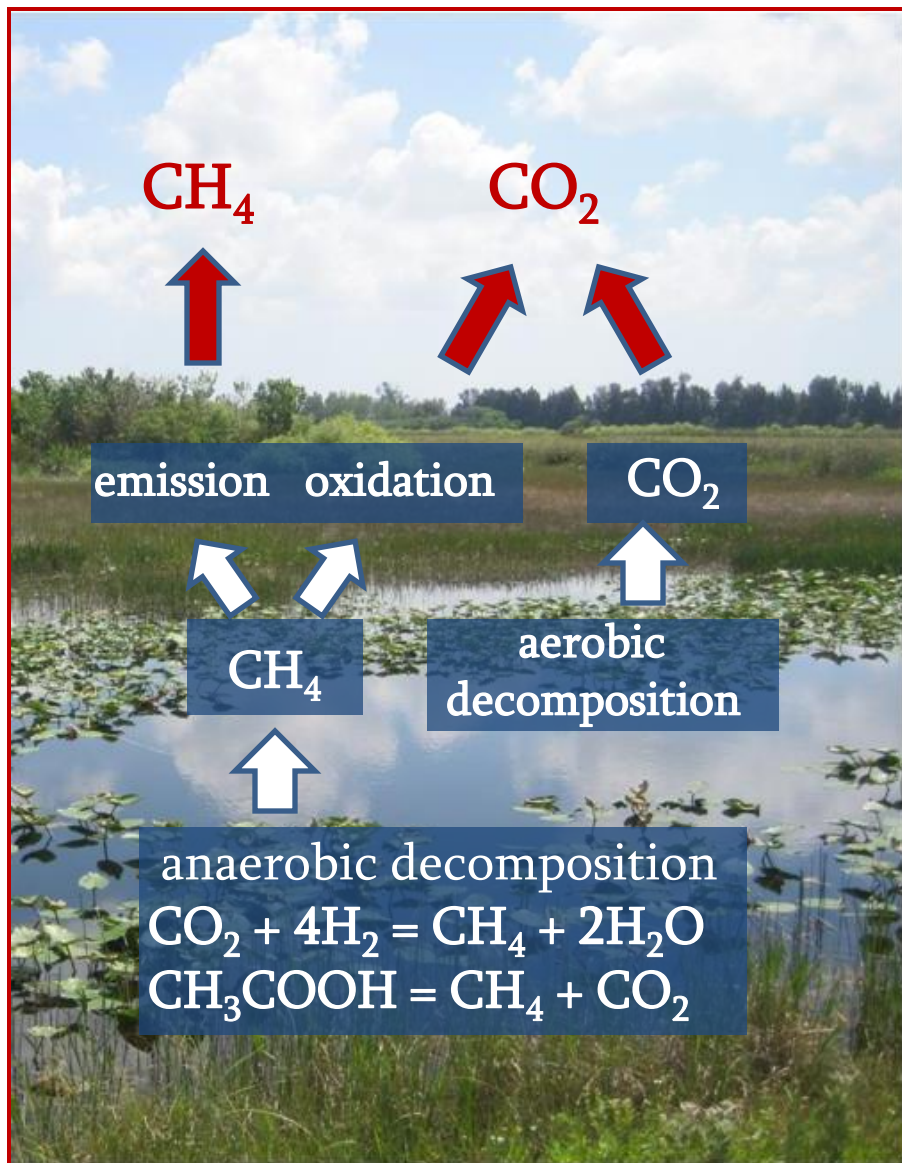 CH₄
CO₂
emission oxidation
CO₂
CH₄
aerobic
decomposition
anaerobic decomposition
CO₂ + 4H₂ = CH₄ + 2H₂O
CH₃COOH = CH₄ + CO₂